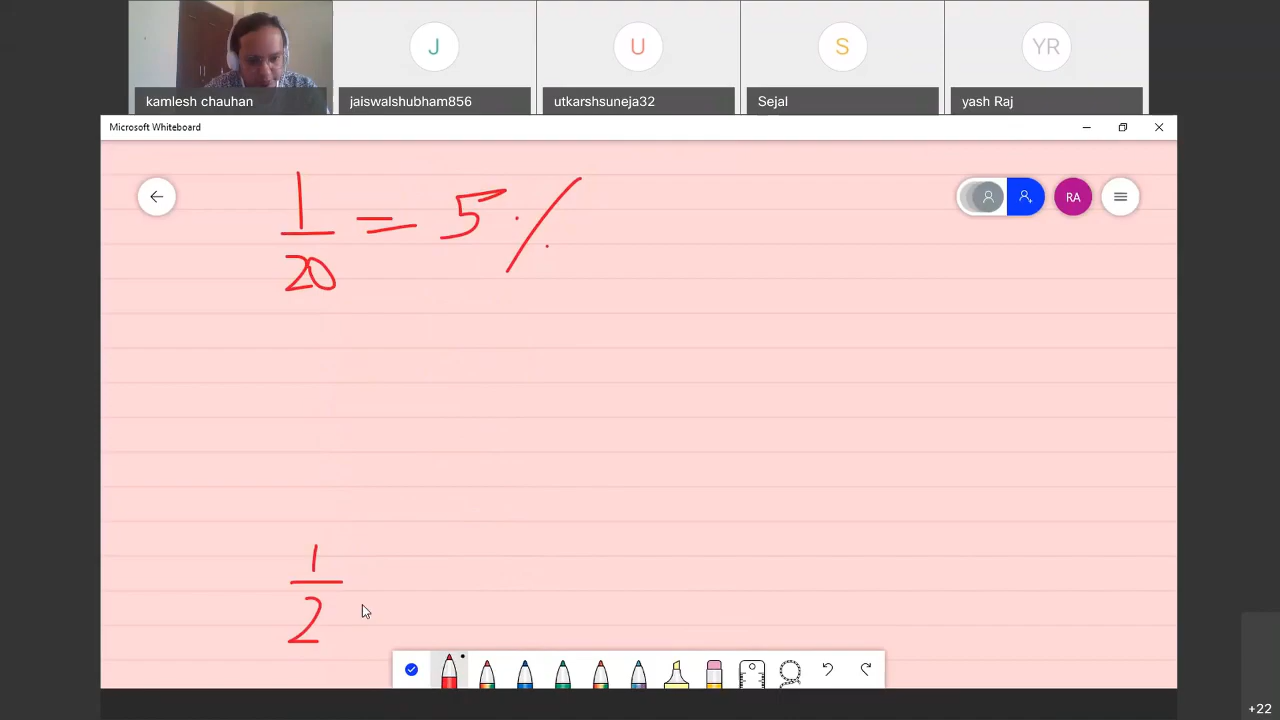 J U S YR
kamlesh chauhan jaiswalshubham856 utkarshsuneja32 Sejal yash Raj
Microsoft Whiteboard
RA
1/20 = 5%
1/2
+22